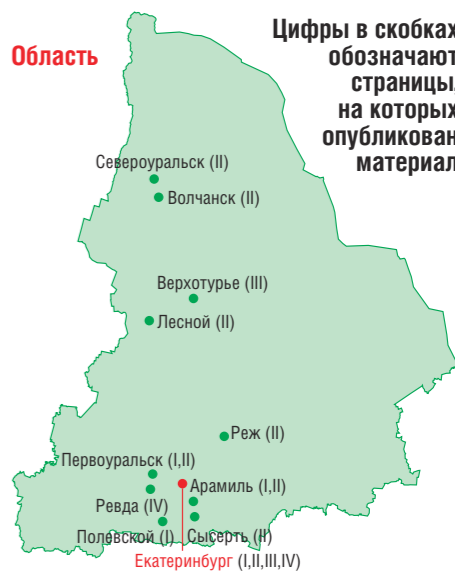 Область
Цифры в скобках
обозначают
страницы,
на которых
опубликован
материал
Североуральск (II)
Волчанск (II)
Верхотурье (III)
Лесной (II)
Реж (II)
Первоуральск (I,II)
Арамиль (I,II)
Ревда (IV)
Полевской (I)
Сысерть (II)
Екатеринбург (I,II,III,IV)